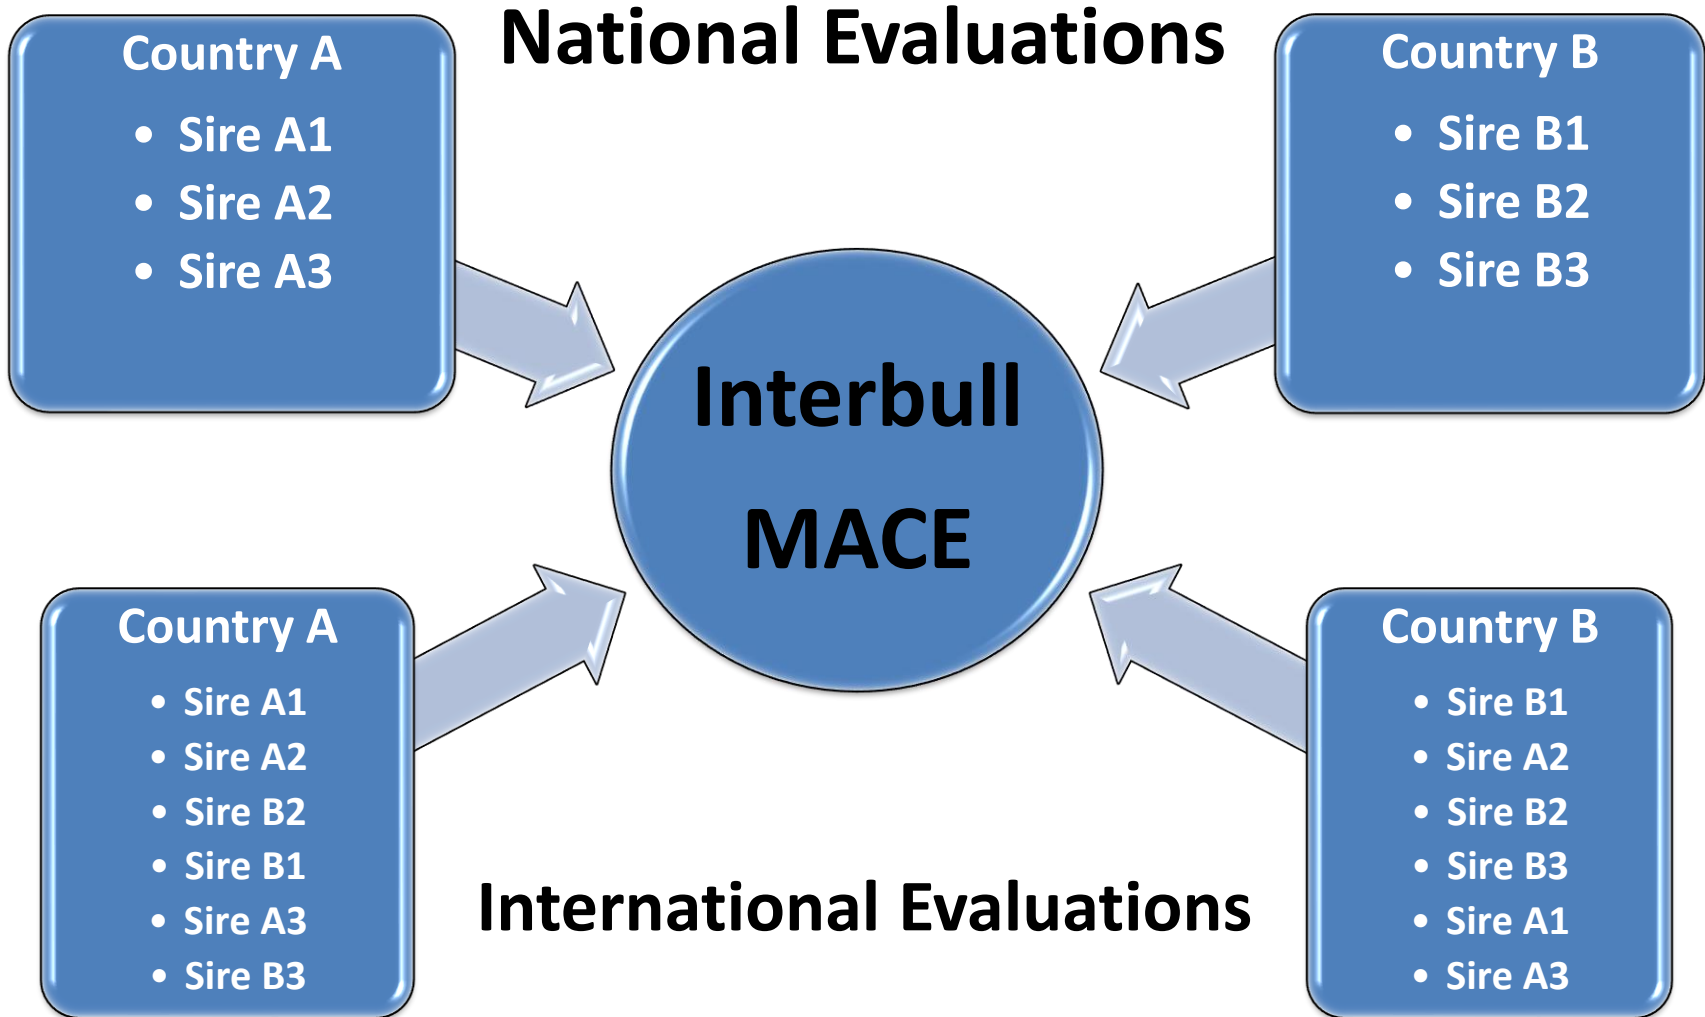 National Evaluations
Country A
• Sire A1
• Sire A2
• Sire A3
Country B
• Sire B1
• Sire B2
• Sire B3
Interbull
MACE
Country A
• Sire A1
• Sire A2
• Sire B2
• Sire B1
• Sire A3
• Sire B3
International Evaluations
Country B
• Sire B1
• Sire A2
• Sire B2
• Sire B3
• Sire A1
• Sire A3